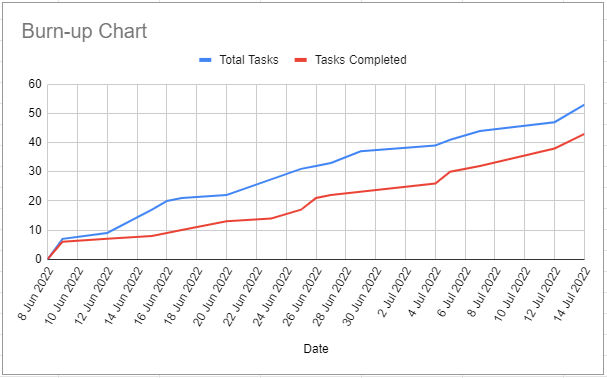 Burn-up Chart
Total Tasks Tasks Completed
60
50
40
30
20
10
0
8 Jun 2022
10 Jun 2022
12 Jun 2022
14 Jun 2022
16 Jun 2022
18 Jun 2022
20 Jun 2022
22 Jun 2022
24 Jun 2022
26 Jun 2022
28 Jun 2022
30 Jun 2022
2 Jul 2022
4 Jul 2022
6 Jul 2022
8 Jul 2022
10 Jul 2022
12 Jul 2022
14 Jul 2022
Date